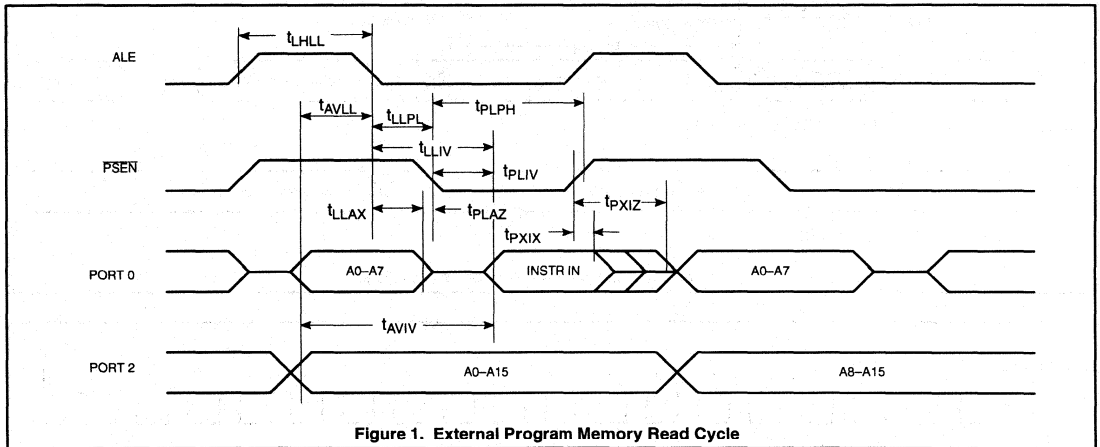 ALE
tLHLL
tAVLL
tLLPL
tPLPH
tLLIV
PSEN
tPLIV
tLLAX
tPLAZ
tPXIZ
tPXIX
PORT 0
A0–A7
INSTR IN
A0–A7
tAVIV
PORT 2
A0–A15
A8–A15
Figure 1. External Program Memory Read Cycle